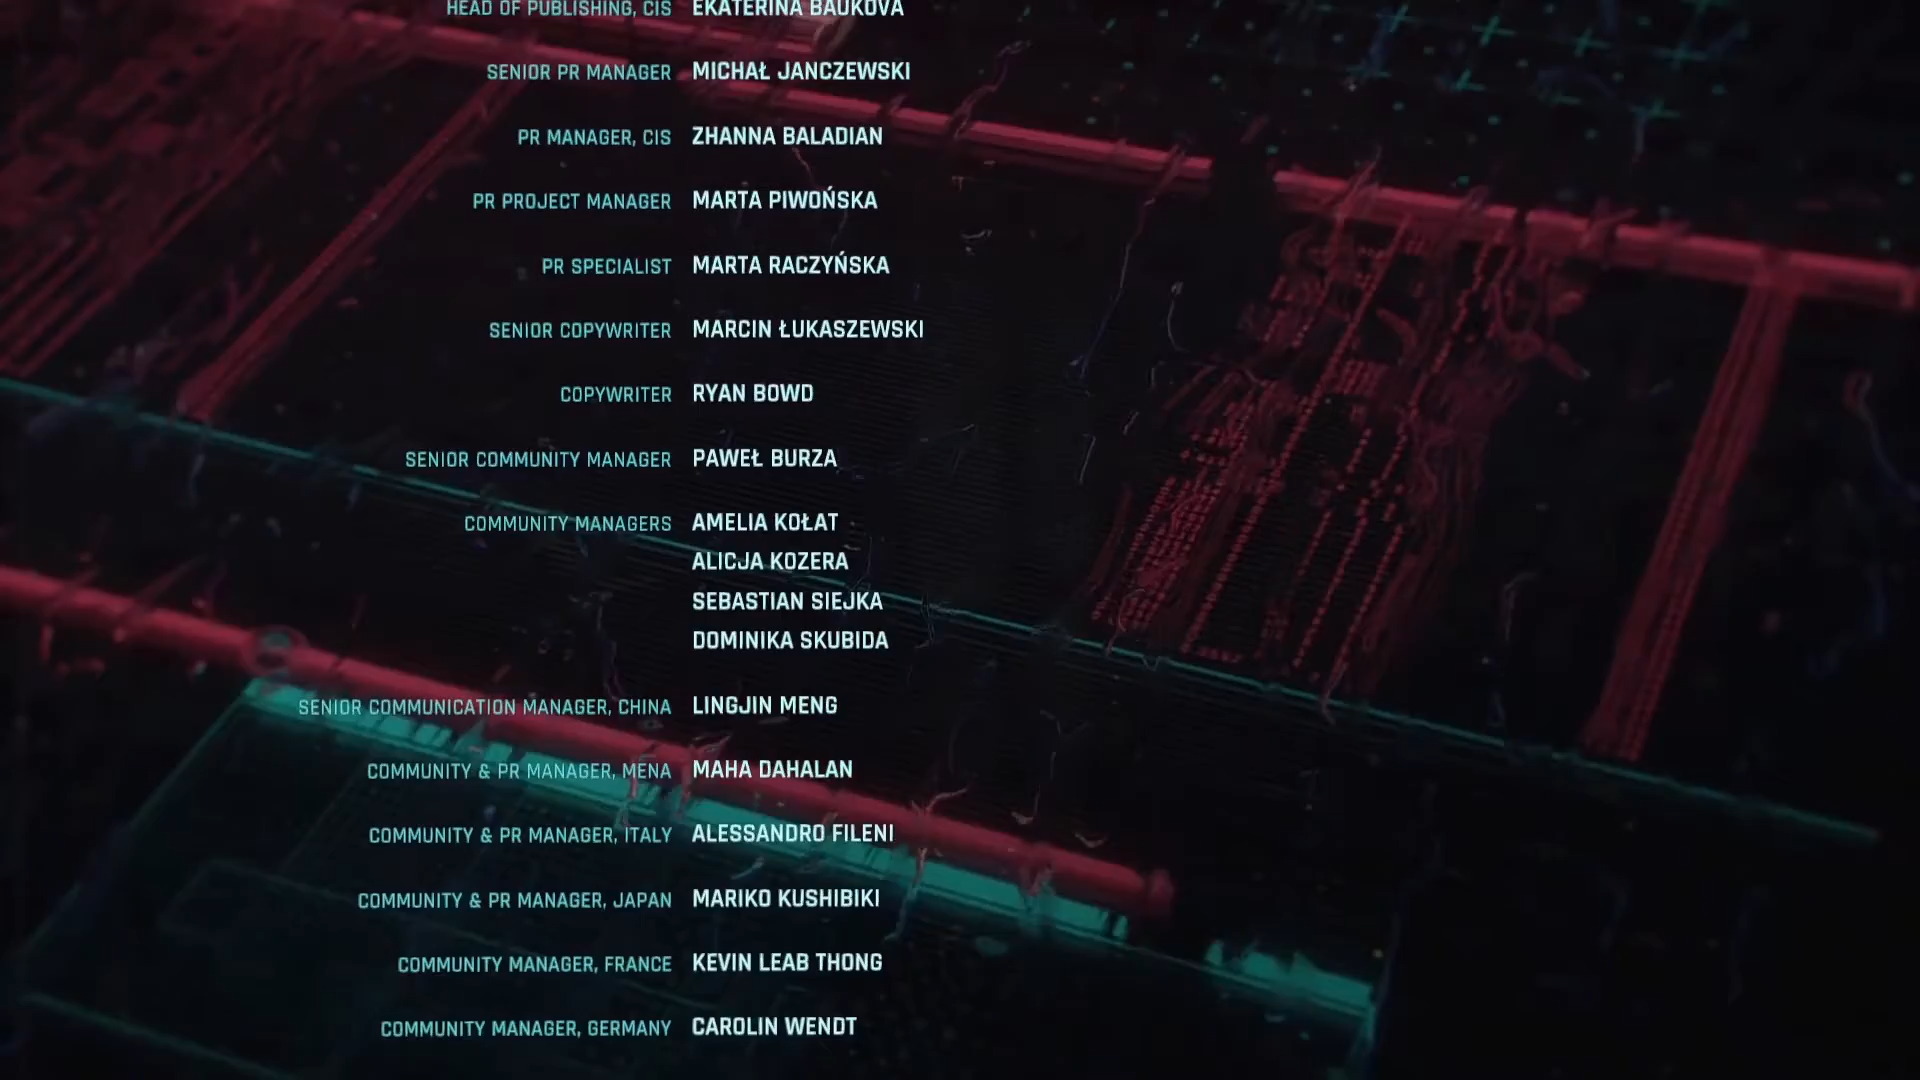 HEAD OF PUBLISHING, CIS EKATERINA BAUKOVA
SENIOR PR MANAGER MICHAŁ JANCZEWSKI
PR MANAGER, CIS ZHANNA BALADIAN
PR PROJECT MANAGER MARTA PIWOŃSKA
PR SPECIALIST MARTA RACZYŃSKA
SENIOR COPYWRITER MARCIN ŁUKASZEWSKI
COPYWRITER RYAN BOWD
SENIOR COMMUNITY MANAGER PAWEŁ BURZA
COMMUNITY MANAGERS AMELIA KOŁAT
ALICJA KOZERA
SEBASTIAN SIEJKA
DOMINIKA SKUBIDA
SENIOR COMMUNICATION MANAGER, CHINA LINGJIN MENG
COMMUNITY & PR MANAGER, MENA MAHA DAHALAN
COMMUNITY & PR MANAGER, ITALY ALESSANDRO FILENI
COMMUNITY & PR MANAGER, JAPAN MARIKO KUSHIBIKI
COMMUNITY MANAGER, FRANCE KEVIN LEAB THONG
COMMUNITY MANAGER, GERMANY CAROLIN WENDT